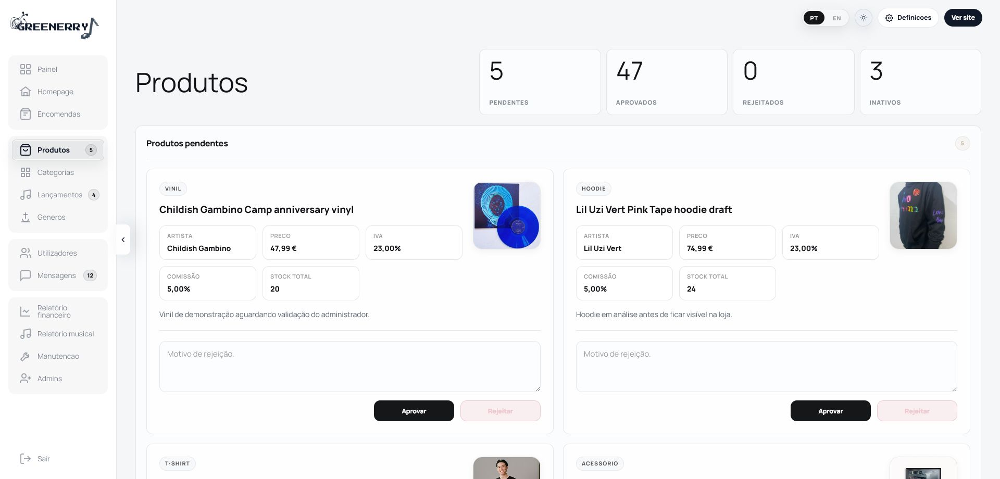 GREENERRY
PT
EN
Definicoes
Ver site
Painel
Homepage
Encomendas
Produtos
5
Categorias
Lançamentos
4
Generos
Utilizadores
Mensagens
12
Relatório
financeiro
Relatório musical
Manutencao
Admins
Sair
Produtos
5
PENDENTES
47
APROVADOS
0
REJEITADOS
3
INATIVOS
Produtos pendentes
5
VINIL
Childish Gambino Camp anniversary vinyl
ARTISTA
Childish Gambino
PRECO
47,99 €
IVA
23,00%
COMISSÃO
5,00%
STOCK TOTAL
20
Vinil de demonstração aguardando validação do administrador.
Motivo de rejeição.
Aprovar
Rejeitar
HOODIE
Lil Uzi Vert Pink Tape hoodie draft
ARTISTA
Lil Uzi Vert
PRECO
74,99 €
IVA
23,00%
COMISSÃO
5,00%
STOCK TOTAL
24
Hoodie em análise antes de ficar visível na loja.
Motivo de rejeição.
Aprovar
Rejeitar
T-SHIRT
ACESSORIO